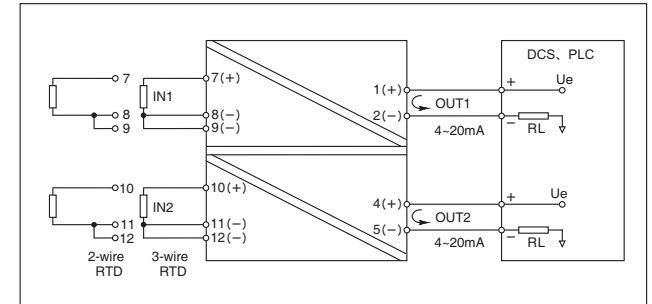 DCS、PLC
7
7(+)
IN1
8
8(−)
9
9(−)
1(+)
OUT1
2(−)
4~20mA
+
Ue
−
RL
10
10(+)
IN2
11
11(−)
12
12(−)
4(+)
OUT2
5(−)
4~20mA
+
Ue
−
RL
2-wire
RTD
3-wire
RTD